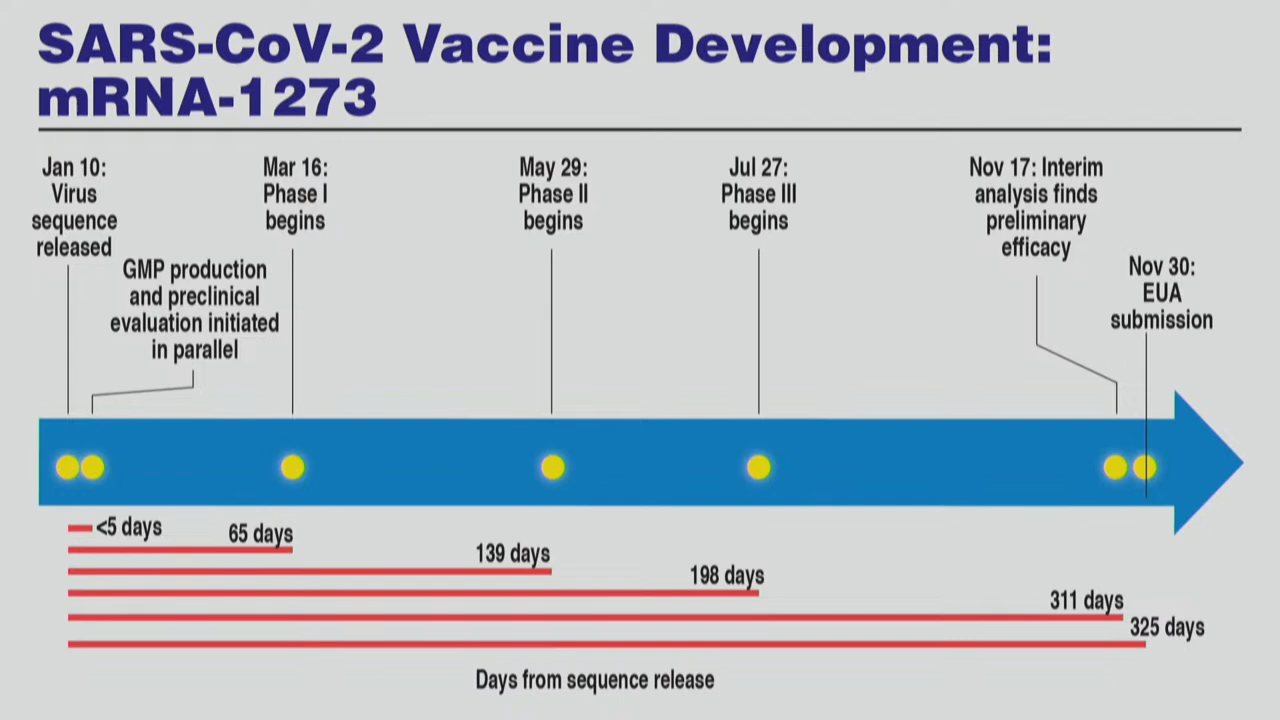 SARS-CoV-2 Vaccine Development:
mRNA-1273
Jan 10:
Virus
sequence
released
GMP production
and preclinical
evaluation initiated
in parallel
Mar 16:
Phase I
begins
May 29:
Phase II
begins
Jul 27:
Phase III
begins
Nov 17: Interim
analysis finds
preliminary
efficacy
Nov 30:
EUA
submission
<5 days
65 days
139 days
198 days
311 days
325 days
Days from sequence release